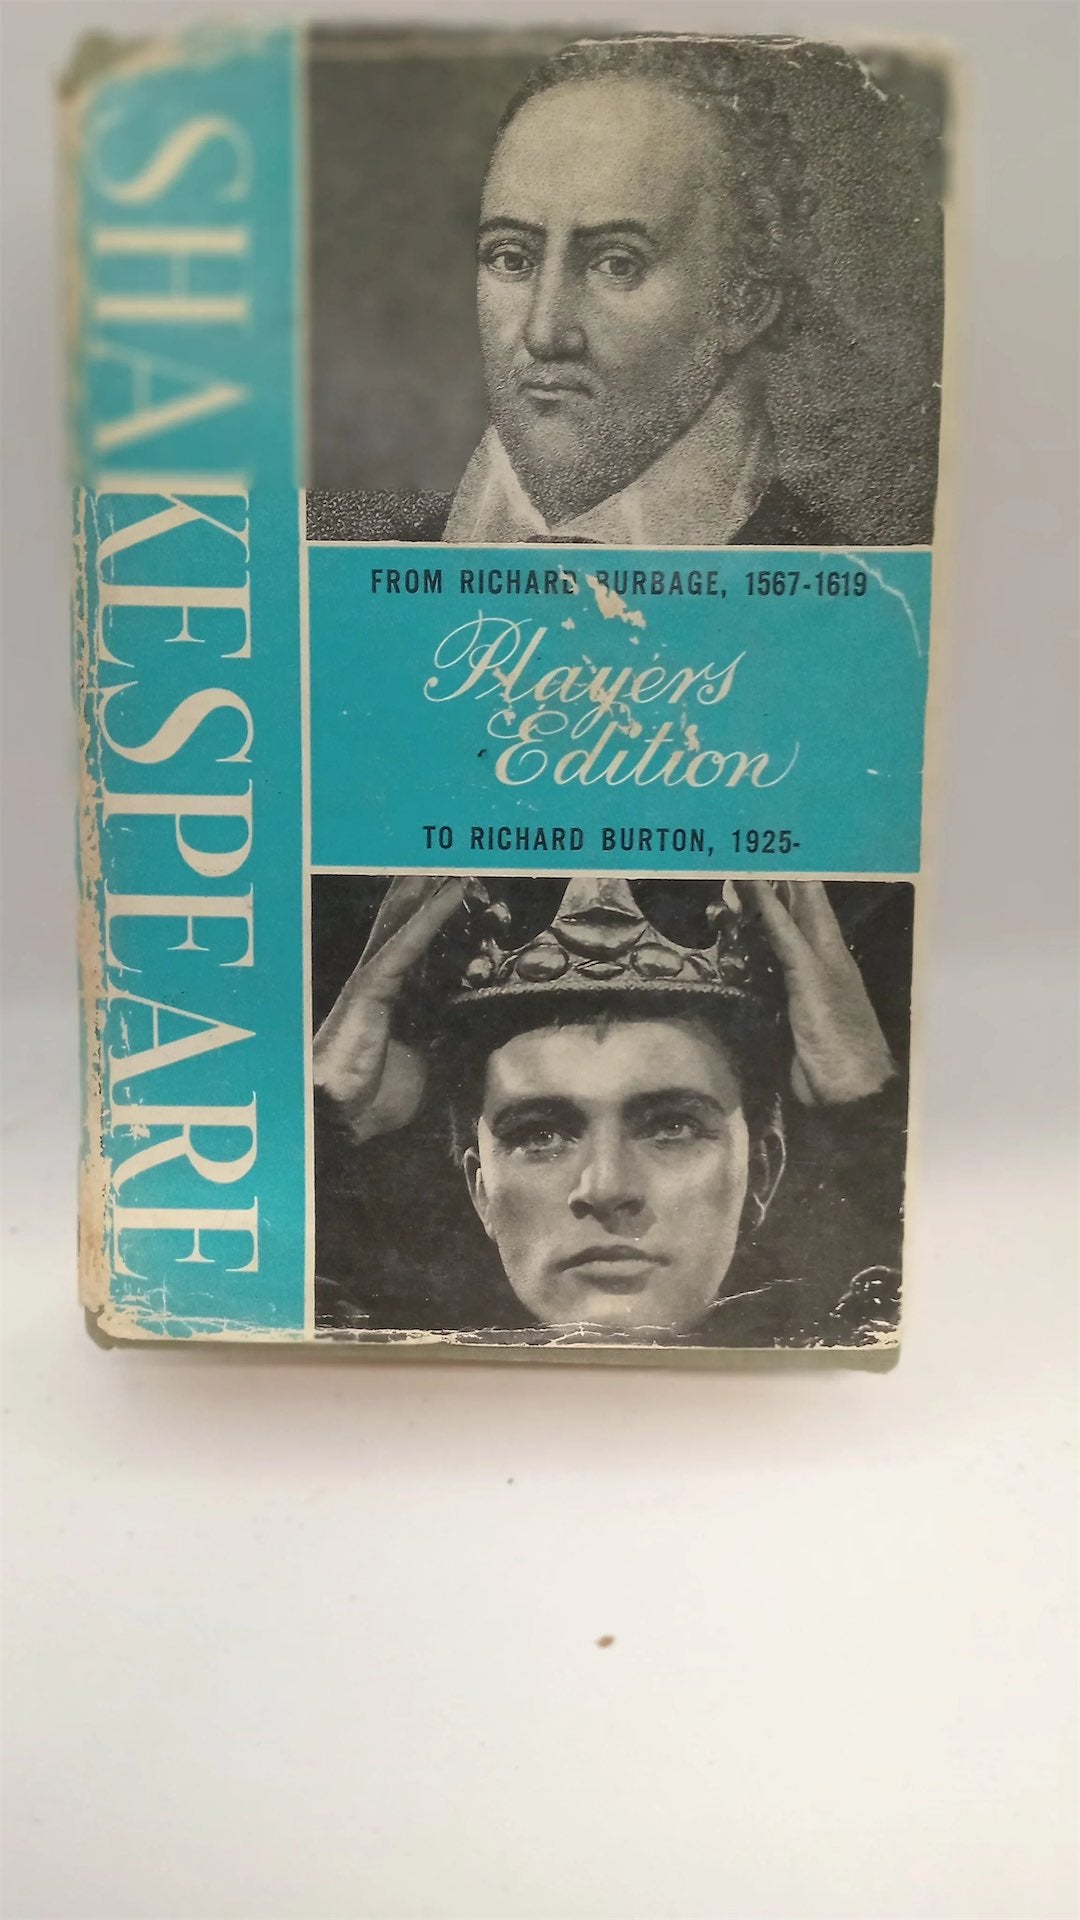 SHAKESPEARE
FROM RICHARD BURBAGE, 1567-1619
Players
Edition
TO RICHARD BURTON, 1925-